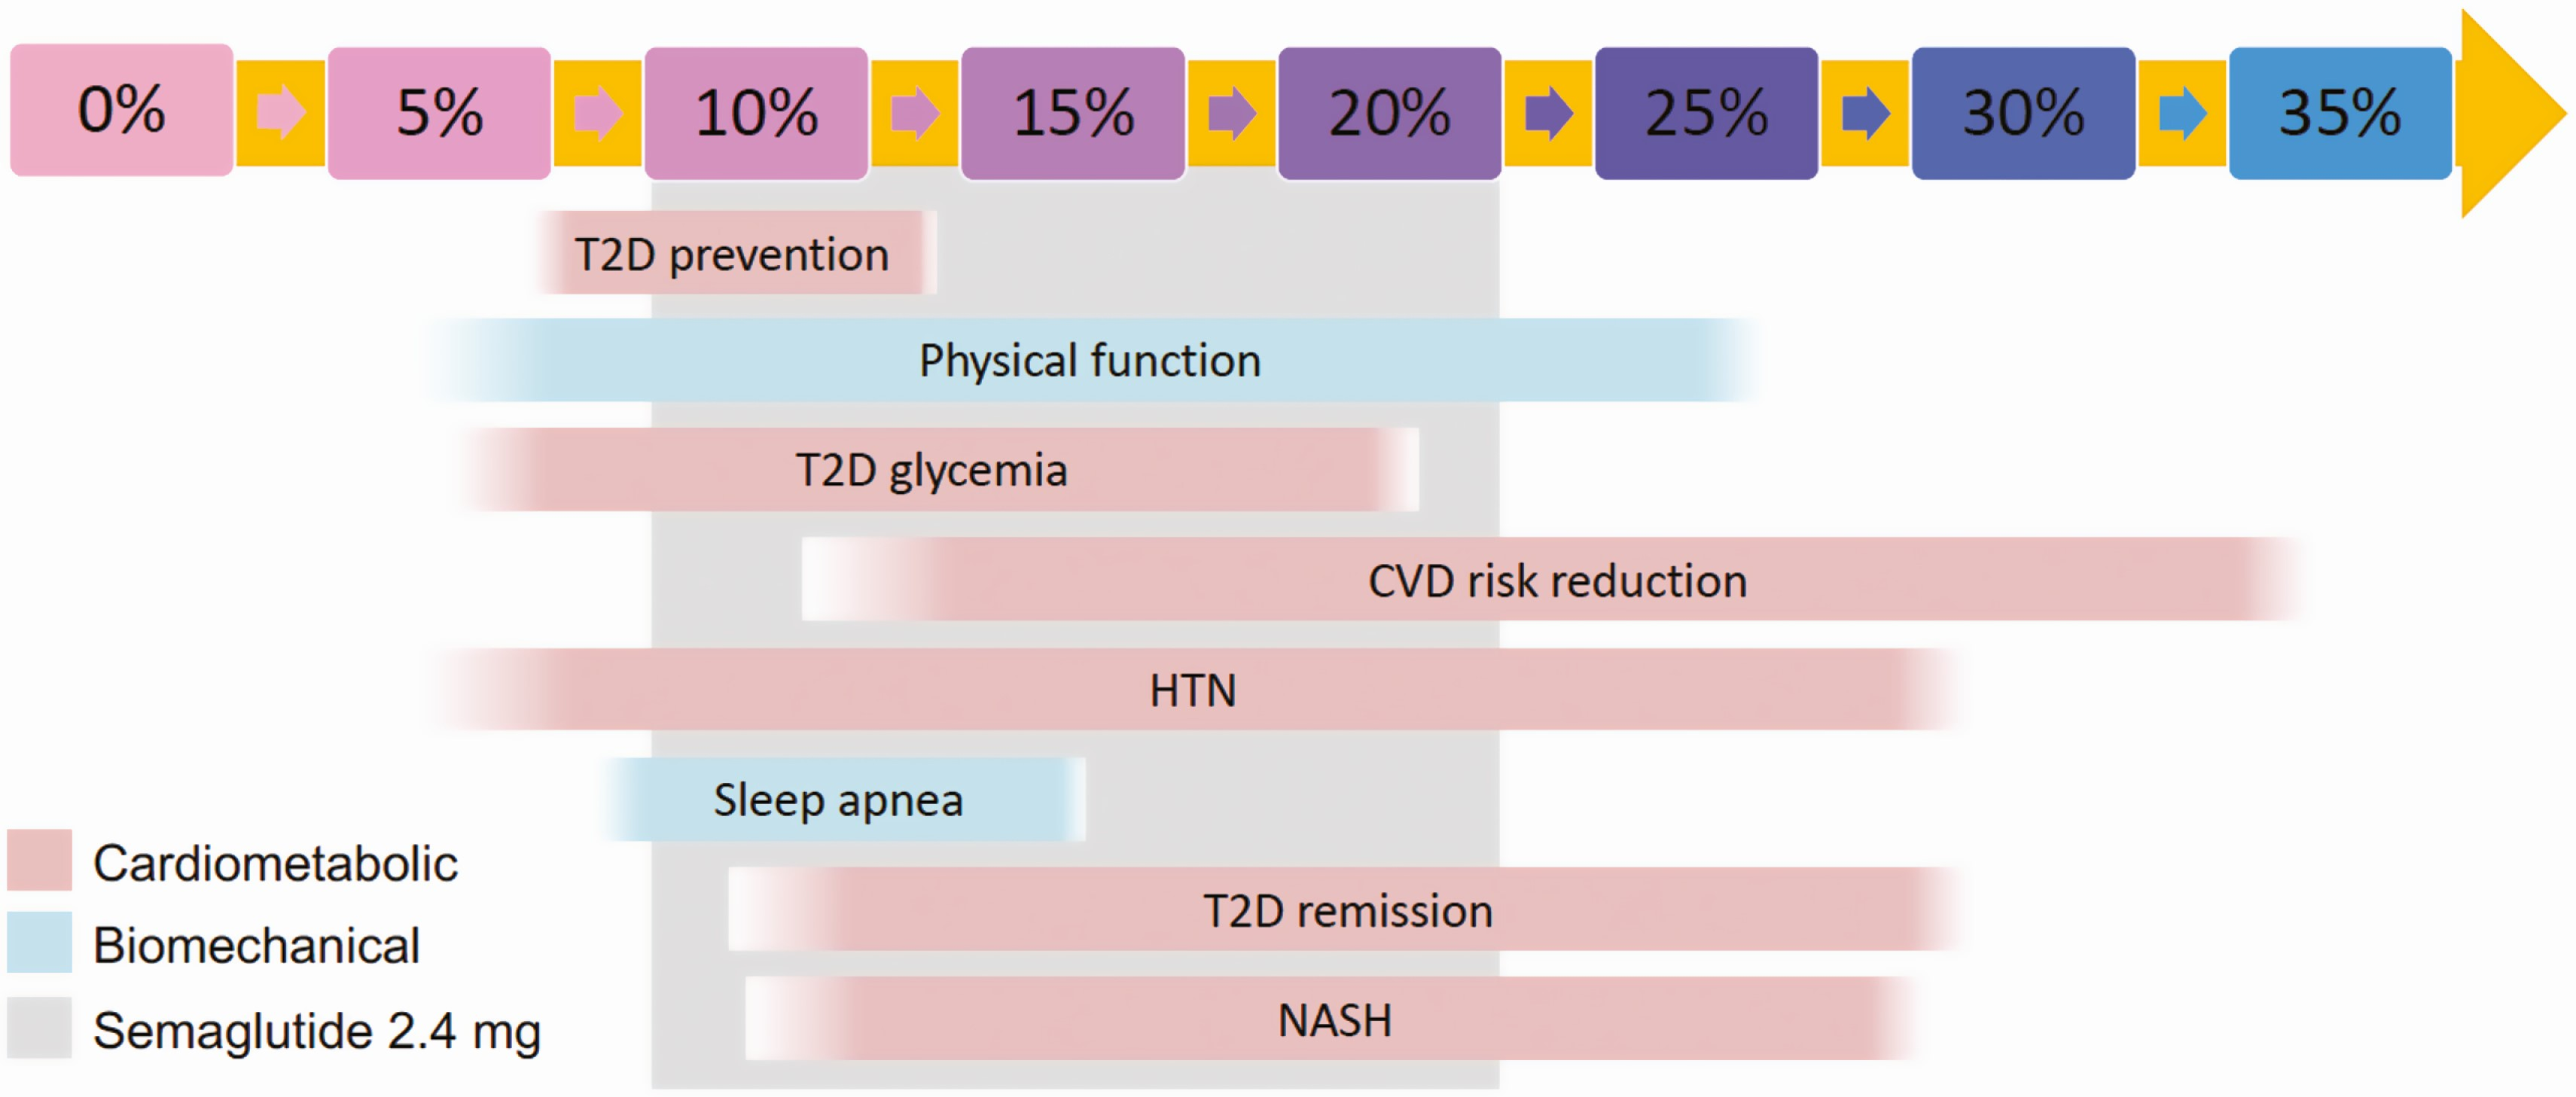 0% 5% 10% 15% 20% 25% 30% 35%
T2D prevention
Physical function
T2D glycemia
CVD risk reduction
HTN
Sleep apnea
T2D remission
NASH
Cardiometabolic
Biomechanical
Semaglutide 2.4 mg